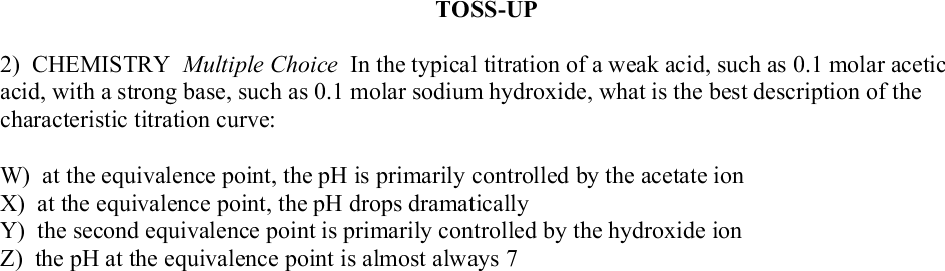 TOSS-UP
2) CHEMISTRY Multiple Choice In the typical titration of a weak acid, such as 0.1 molar acetic
acid, with a strong base, such as 0.1 molar sodium hydroxide, what is the best description of the
characteristic titration curve:
W) at the equivalence point, the pH is primarily controlled by the acetate ion
X) at the equivalence point, the pH drops dramatically
Y) the second equivalence point is primarily controlled by the hydroxide ion
Z) the pH at the equivalence point is almost always 7